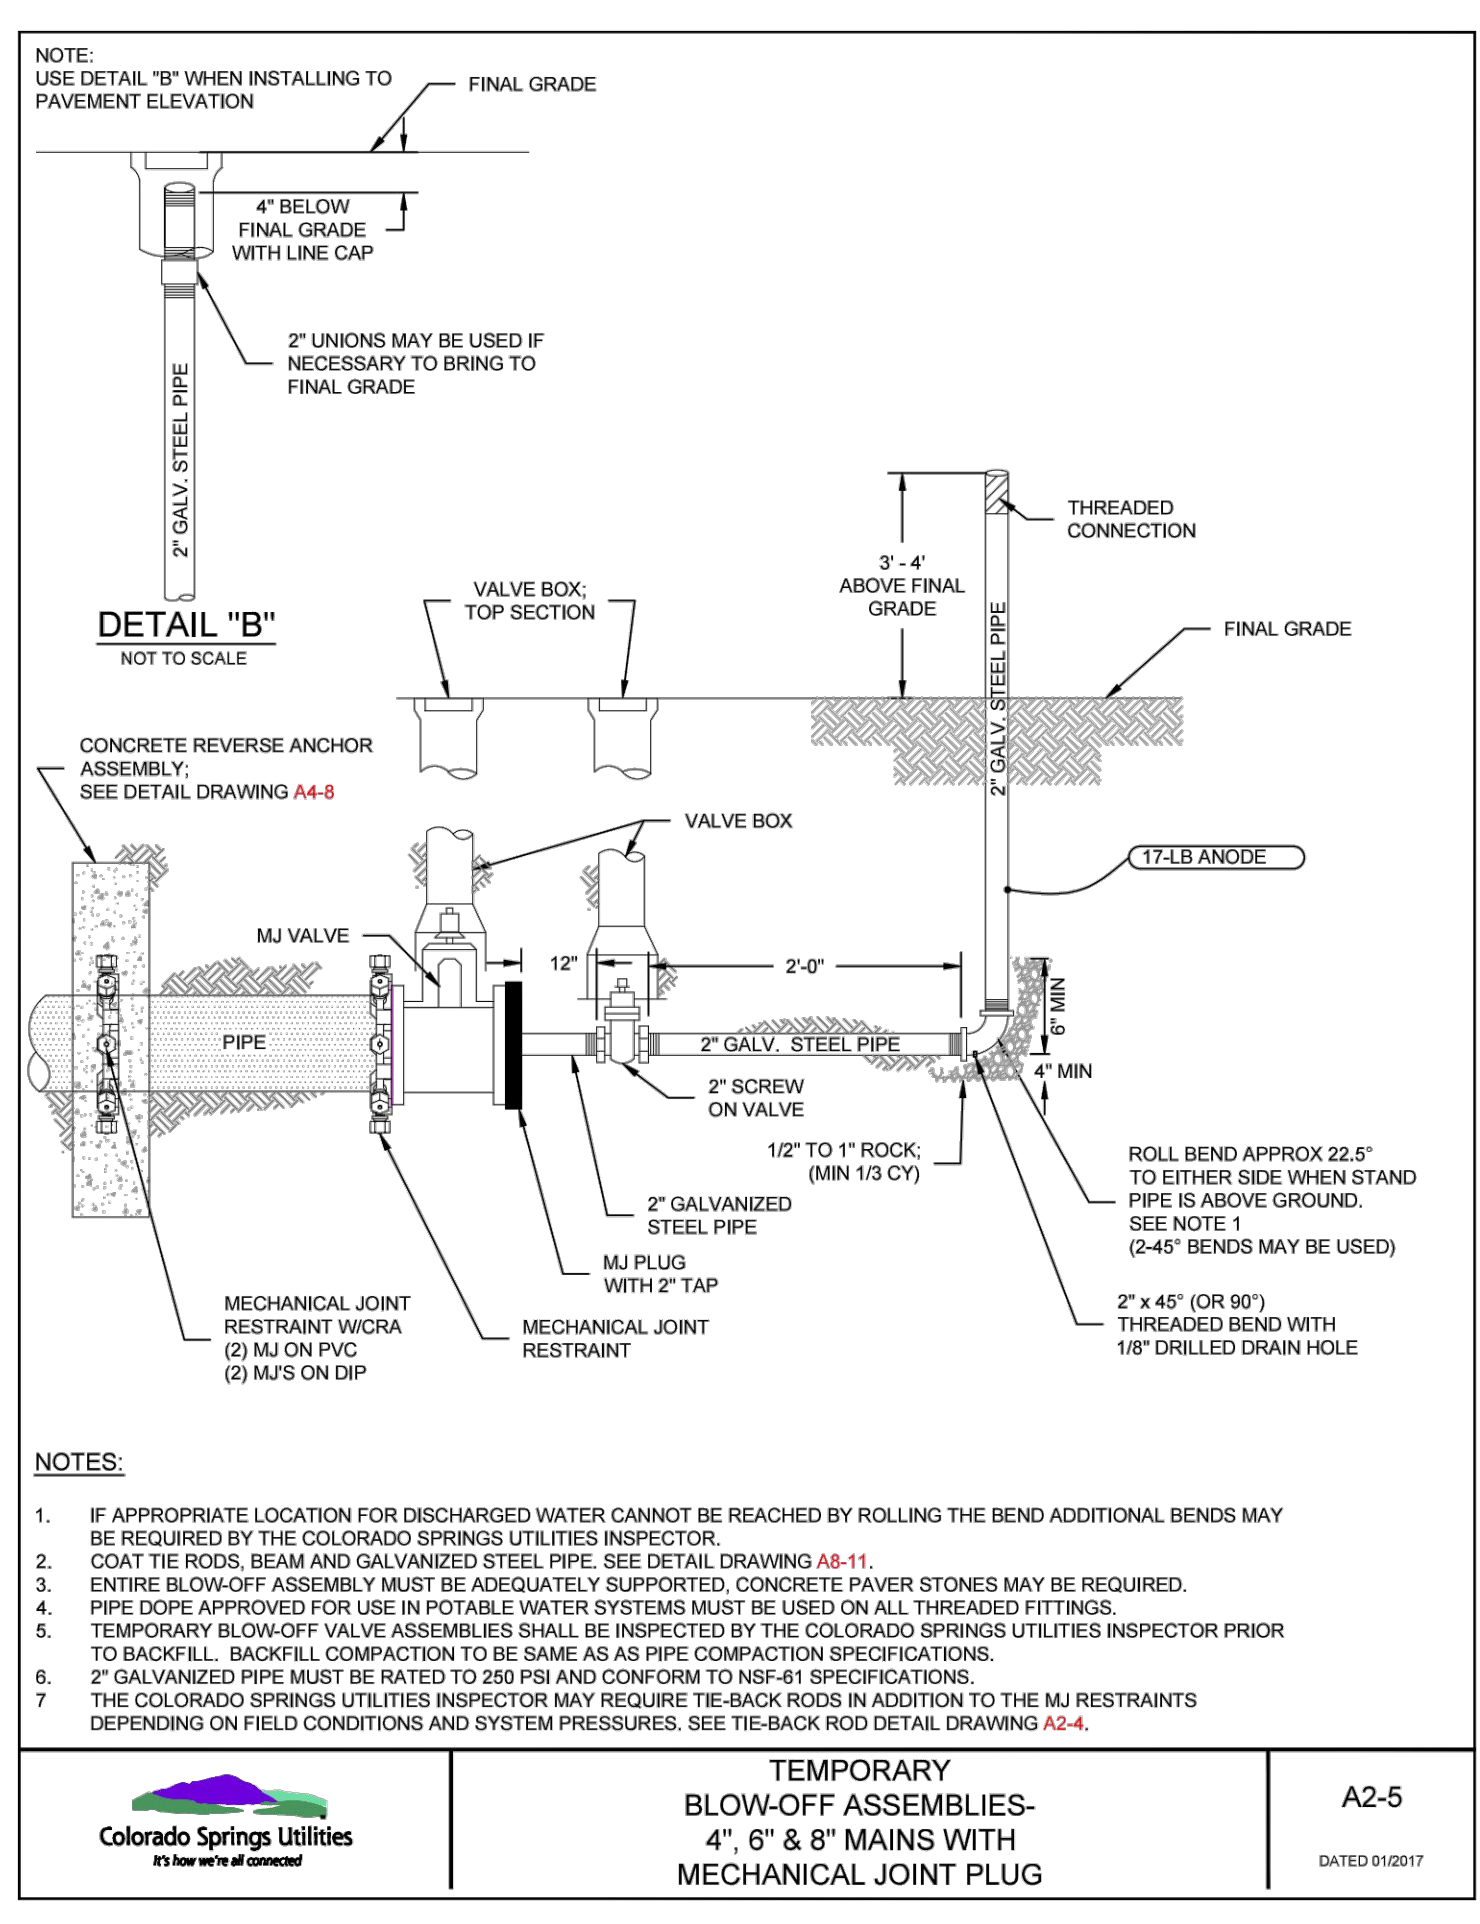 NOTE:
USE DETAIL "B" WHEN INSTALLING TO
PAVEMENT ELEVATION
FINAL GRADE
4" BELOW
FINAL GRADE
WITH LINE CAP
2" UNIONS MAY BE USED IF
NECESSARY TO BRING TO
FINAL GRADE
2" GALV. STEEL PIPE
DETAIL "B"
NOT TO SCALE
THREADED
CONNECTION
3' - 4'
ABOVE FINAL
GRADE
VALVE BOX;
TOP SECTION
FINAL GRADE
2" GALV. STEEL PIPE
CONCRETE REVERSE ANCHOR
ASSEMBLY;
SEE DETAIL DRAWING A4-8
VALVE BOX
17-LB ANODE
MJ VALVE
12"
2'-0"
6" MIN
PIPE
2" GALV. STEEL PIPE
4" MIN
2" SCREW
ON VALVE
1/2" TO 1" ROCK;
(MIN 1/3 CY)
ROLL BEND APPROX 22.5°
TO EITHER SIDE WHEN STAND
PIPE IS ABOVE GROUND.
SEE NOTE 1
(2-45° BENDS MAY BE USED)
2" GALVANIZED
STEEL PIPE
MJ PLUG
WITH 2" TAP
MECHANICAL JOINT
RESTRAINT W/CRA
(2) MJ ON PVC
(2) MJ'S ON DIP
MECHANICAL JOINT
RESTRAINT
2" x 45° (OR 90°)
THREADED BEND WITH
1/8" DRILLED DRAIN HOLE
NOTES:
1. IF APPROPRIATE LOCATION FOR DISCHARGED WATER CANNOT BE REACHED BY ROLLING THE BEND ADDITIONAL BENDS MAY
BE REQUIRED BY THE COLORADO SPRINGS UTILITIES INSPECTOR.
2. COAT TIE RODS, BEAM AND GALVANIZED STEEL PIPE. SEE DETAIL DRAWING A8-11.
3. ENTIRE BLOW-OFF ASSEMBLY MUST BE ADEQUATELY SUPPORTED, CONCRETE PAVER STONES MAY BE REQUIRED.
4. PIPE DOPE APPROVED FOR USE IN POTABLE WATER SYSTEMS MUST BE USED ON ALL THREADED FITTINGS.
5. TEMPORARY BLOW-OFF VALVE ASSEMBLIES SHALL BE INSPECTED BY THE COLORADO SPRINGS UTILITIES INSPECTOR PRIOR
TO BACKFILL. BACKFILL COMPACTION TO BE SAME AS AS PIPE COMPACTION SPECIFICATIONS.
6. 2" GALVANIZED PIPE MUST BE RATED TO 250 PSI AND CONFORM TO NSF-61 SPECIFICATIONS.
7 THE COLORADO SPRINGS UTILITIES INSPECTOR MAY REQUIRE TIE-BACK RODS IN ADDITION TO THE MJ RESTRAINTS
DEPENDING ON FIELD CONDITIONS AND SYSTEM PRESSURES. SEE TIE-BACK ROD DETAIL DRAWING A2-4.
Colorado Springs Utilities
It's how we're all connected
TEMPORARY
BLOW-OFF ASSEMBLIES-
4", 6" & 8" MAINS WITH
MECHANICAL JOINT PLUG
A2-5
DATED 01/2017